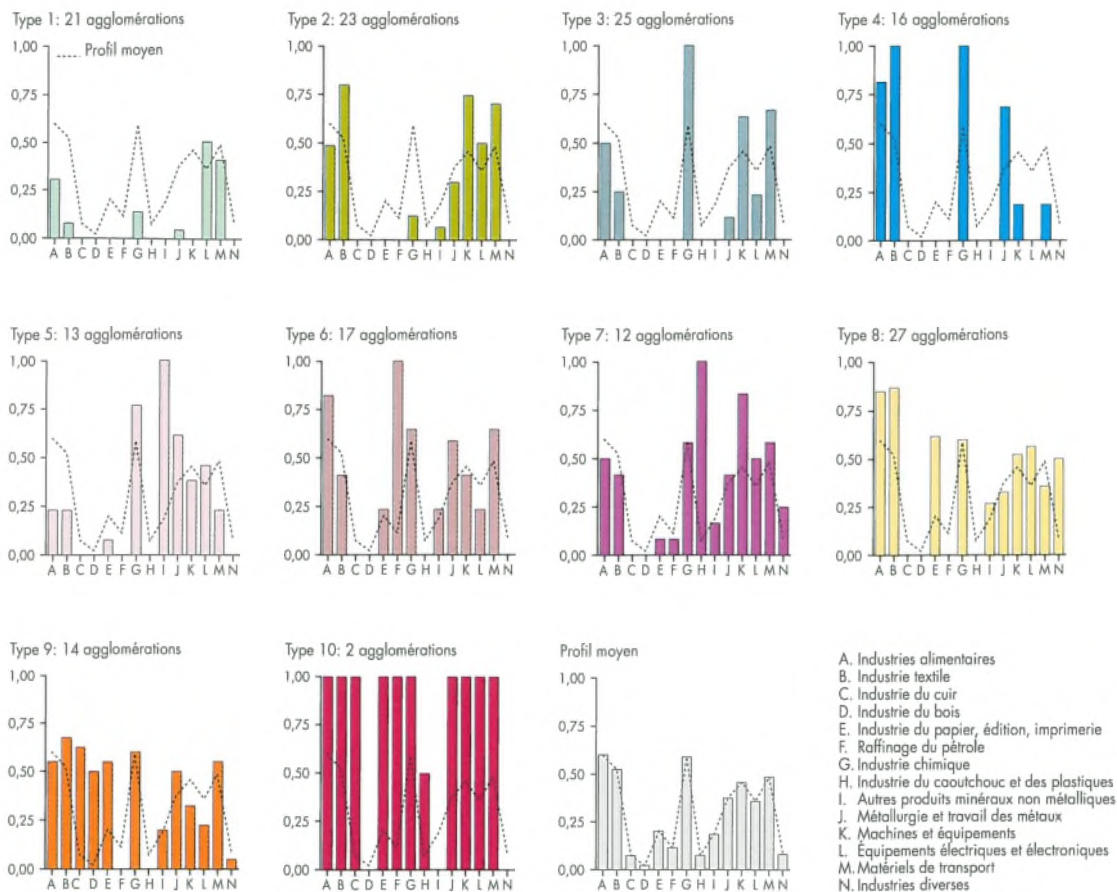 Type 1: 21 agglomérations
1,00
0,75
0,50
0,25
0,00
Profil moyen
A B C D E F G H I J K L M N
Type 2: 23 agglomérations
1,00
0,75
0,50
0,25
0,00
A B C D E F G H I J K L M N
Type 3: 25 agglomérations
1,00
0,75
0,50
0,25
0,00
A B C D E F G H I J K L M N
Type 4: 16 agglomérations
1,00
0,75
0,50
0,25
0,00
A B C D E F G H I J K L M N
Type 5: 13 agglomérations
1,00
0,75
0,50
0,25
0,00
A B C D E F G H I J K L M N
Type 6: 17 agglomérations
1,00
0,75
0,50
0,25
0,00
A B C D E F G H I J K L M N
Type 7: 12 agglomérations
1,00
0,75
0,50
0,25
0,00
A B C D E F G H I J K L M N
Type 8: 27 agglomérations
1,00
0,75
0,50
0,25
0,00
A B C D E F G H I J K L M N
Type 9: 14 agglomérations
1,00
0,75
0,50
0,25
0,00
A B C D E F G H I J K L M N
Type 10: 2 agglomérations
1,00
0,75
0,50
0,25
0,00
A B C D E F G H I J K L M N
Profil moyen
1,00
0,75
0,50
0,25
0,00
A B C D E F G H I J K L M N
A. Industries alimentaires
B. Industrie textile
C. Industrie du cuir
D. Industrie du bois
E. Industrie du papier, édition, imprimerie
F. Raffinage du pétrole
G. Industrie chimique
H. Industrie du caoutchouc et des plastiques
I. Autres produits minéraux non métalliques
J. Métallurgie et travail des métaux
K. Machines et équipements
L. Équipements électriques et électroniques
M. Matériels de transport
N. Industries diverses